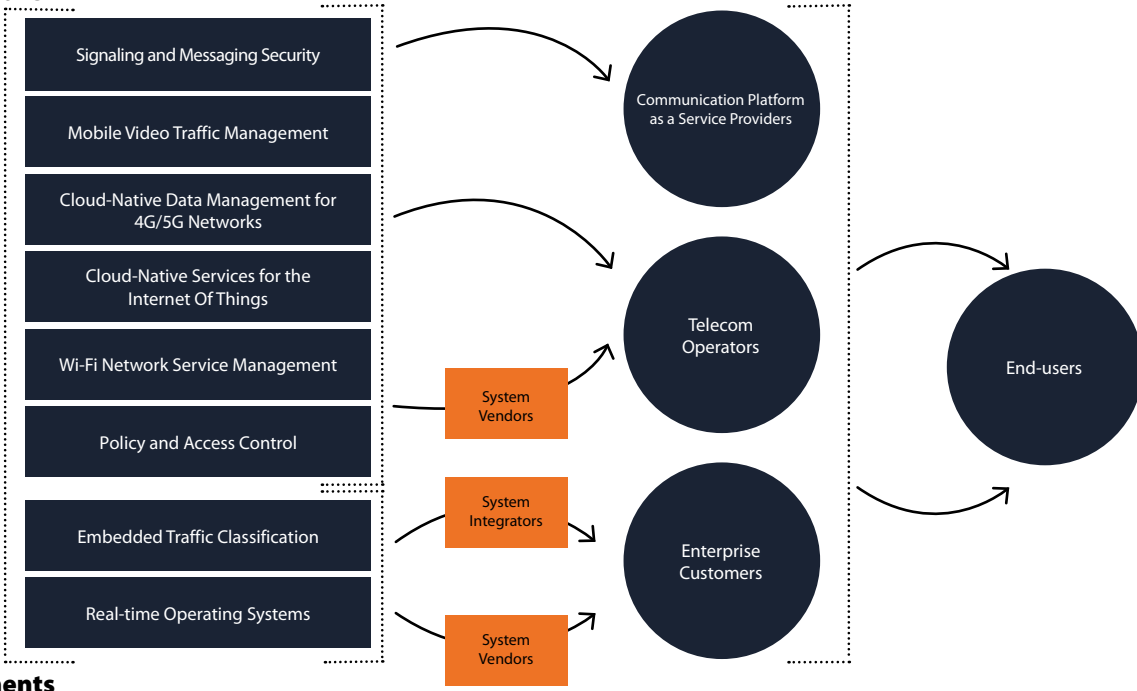 Signaling and Messaging Security
Mobile Video Traffic Management
Cloud-Native Data Management for
4G/5G Networks
Cloud-Native Services for the
Internet Of Things
Wi-Fi Network Service Management
Policy and Access Control
Embedded Traffic Classification
Real-time Operating Systems
System
Vendors
System
Integrators
System
Vendors
Communication Platform
as a Service Providers
Telecom
Operators
Enterprise
Customers
End-users